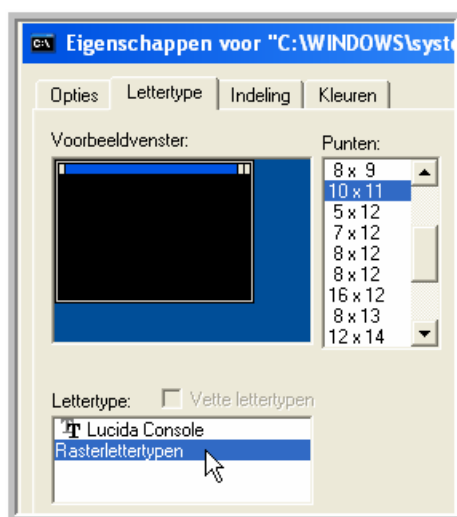 Eigenschappen voor "C:\WINDOWS\syst
Opties Lettertype Indeling Kleuren
Voorbeeldvenster:
Punten:
8 x 9
10 x 11
5 x 12
7 x 12
8 x 12
8 x 12
16 x 12
8 x 13
12 x 14
Lettertype: Vette lettertypen
Lucida Console
Rasterlettertypen